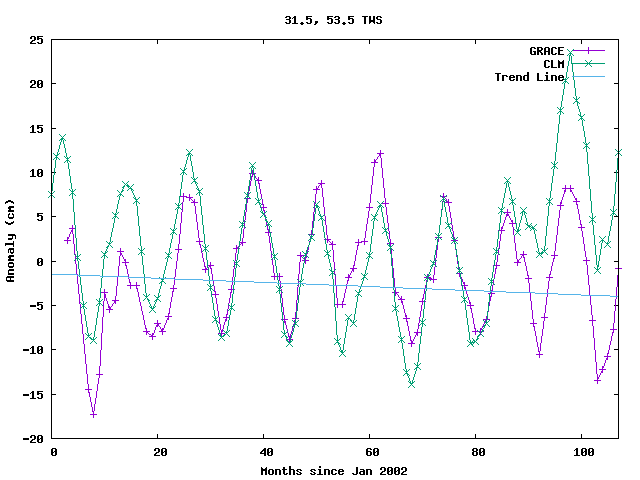 31.5, 53.5 TWS
GRACE
CLM
Trend Line
25
20
15
10
5
0
-5
-10
-15
-20
Anomaly (cm)
0 20 40 60 80 100
Months since Jan 2002